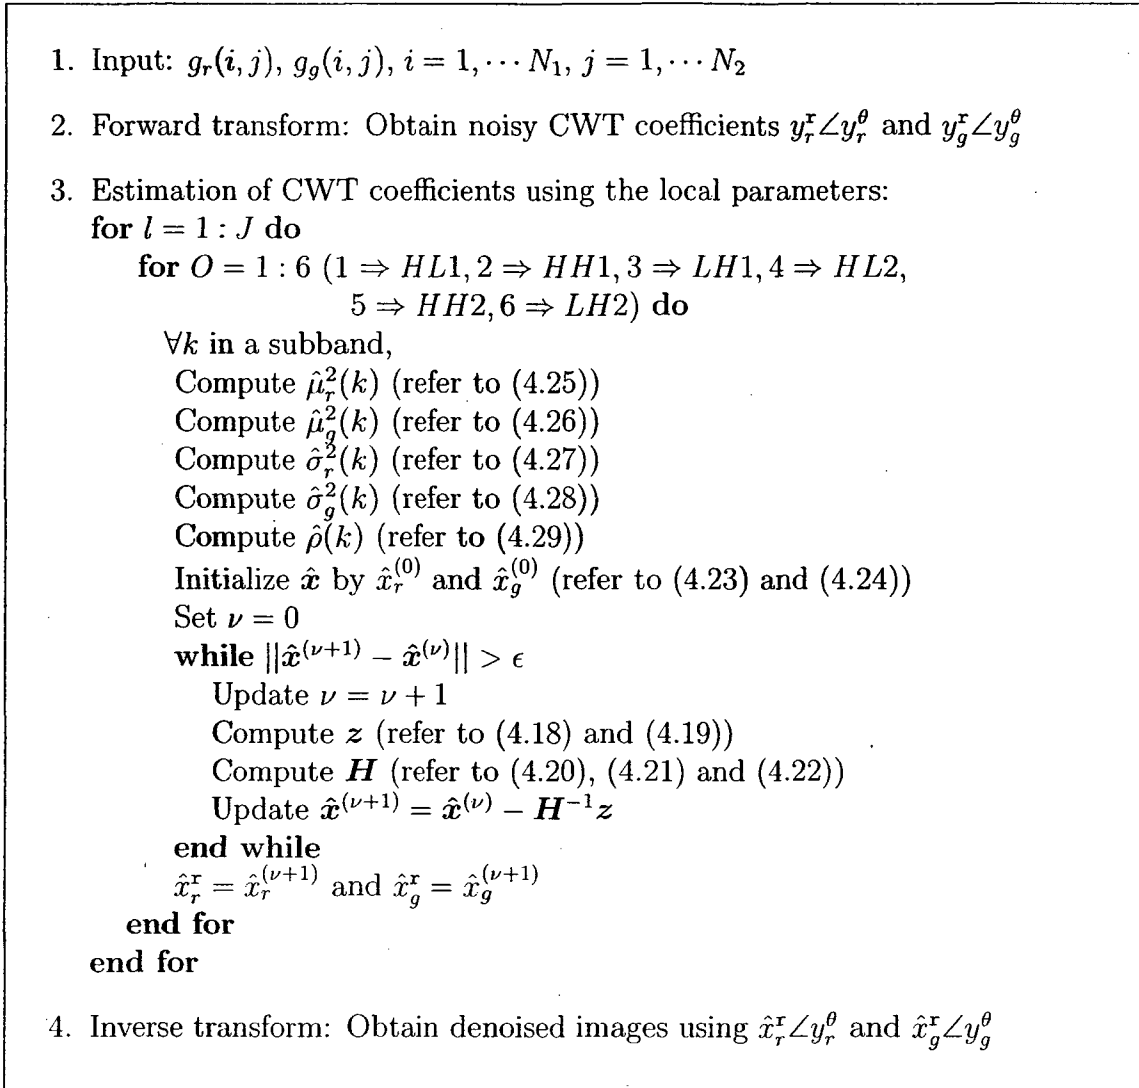 1. Input: g_r(i, j), g_g(i, j), i = 1, ⋯ N_1, j = 1, ⋯ N_2
2. Forward transform: Obtain noisy CWT coefficients y_r^r∠y_r^θ and y_g^r∠y_g^θ
3. Estimation of CWT coefficients using the local parameters:
for l = 1 : J do
for O = 1 : 6 (1 ⇒ HL1, 2 ⇒ HH1, 3 ⇒ LH1, 4 ⇒ HL2,
5 ⇒ HH2, 6 ⇒ LH2) do
∀k in a subband,
Compute μ̂_r^2(k) (refer to (4.25))
Compute μ̂_g^2(k) (refer to (4.26))
Compute σ̂_r^2(k) (refer to (4.27))
Compute σ̂_g^2(k) (refer to (4.28))
Compute ρ̂(k) (refer to (4.29))
Initialize x̂ by x̂_r^(0) and x̂_g^(0) (refer to (4.23) and (4.24))
Set ν = 0
while ||x̂^(ν+1) − x̂^(ν)|| > ϵ
Update ν = ν + 1
Compute z (refer to (4.18) and (4.19))
Compute H (refer to (4.20), (4.21) and (4.22))
Update x̂^(ν+1) = x̂^(ν) − H^−1 z
end while
x̂_r^r = x̂_r^(ν+1) and x̂_g^r = x̂_g^(ν+1)
end for
end for
4. Inverse transform: Obtain denoised images using x̂_r^r∠y_r^θ and x̂_g^r∠y_g^θ